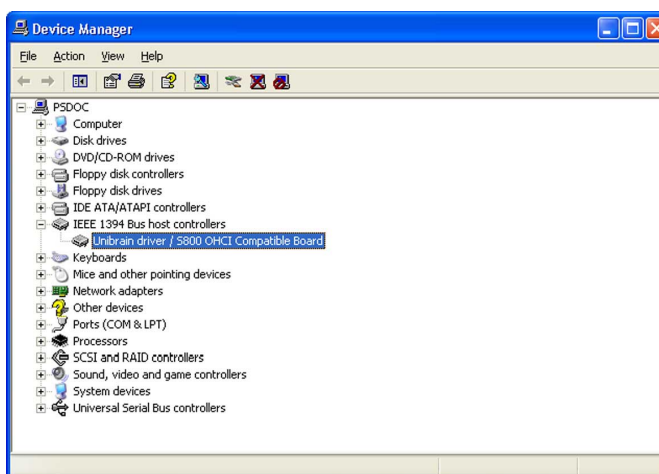 Device Manager
File Action View Help
PSDOC
Computer
Disk drives
DVD/CD-ROM drives
Floppy disk controllers
Floppy disk drives
IDE ATA/ATAPI controllers
IEEE 1394 Bus host controllers
Unibrain driver / S800 OHCI Compatible Board
Keyboards
Mice and other pointing devices
Network adapters
Other devices
Ports (COM & LPT)
Processors
SCSI and RAID controllers
Sound, video and game controllers
System devices
Universal Serial Bus controllers